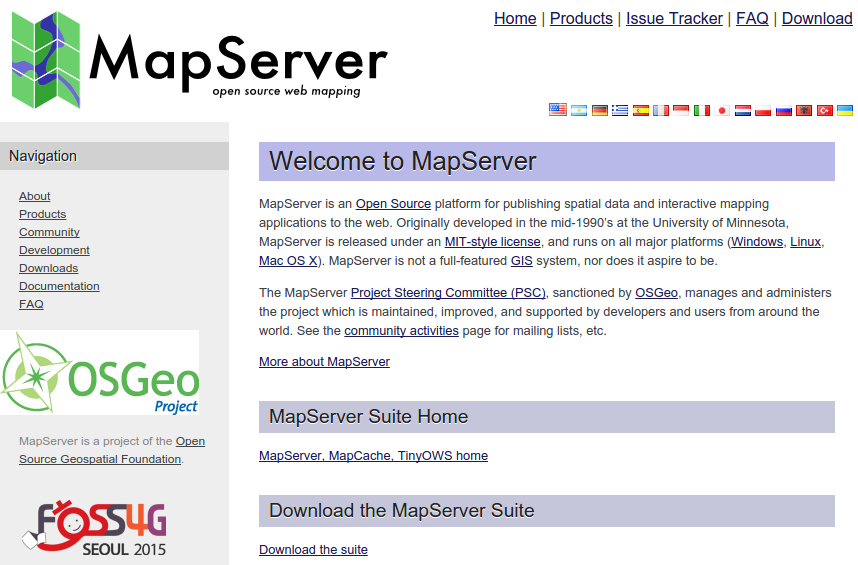 Home | Products | Issue Tracker | FAQ | Download
MapServer
open source web mapping
Navigation
About
Products
Community
Development
Downloads
Documentation
FAQ
OSGeo
Project
MapServer is a project of the Open
Source Geospatial Foundation.
FOSS4G
SEOUL 2015
Welcome to MapServer
MapServer is an Open Source platform for publishing spatial data and interactive mapping
applications to the web. Originally developed in the mid-1990's at the University of Minnesota,
MapServer is released under an MIT-style license, and runs on all major platforms (Windows, Linux,
Mac OS X). MapServer is not a full-featured GIS system, nor does it aspire to be.
The MapServer Project Steering Committee (PSC), sanctioned by OSGeo, manages and administers
the project which is maintained, improved, and supported by developers and users from around the
world. See the community activities page for mailing lists, etc.
More about MapServer
MapServer Suite Home
MapServer, MapCache, TinyOWS home
Download the MapServer Suite
Download the suite